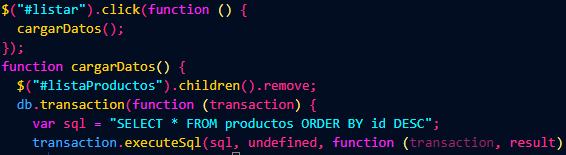 $("#listar").click(function () {
cargarDatos();
});
function cargarDatos() {
$("#listaProductos").children().remove;
db.transaction(function (transaction) {
var sql = "SELECT * FROM productos ORDER BY id DESC";
transaction.executeSql(sql, undefined, function (transaction, result)